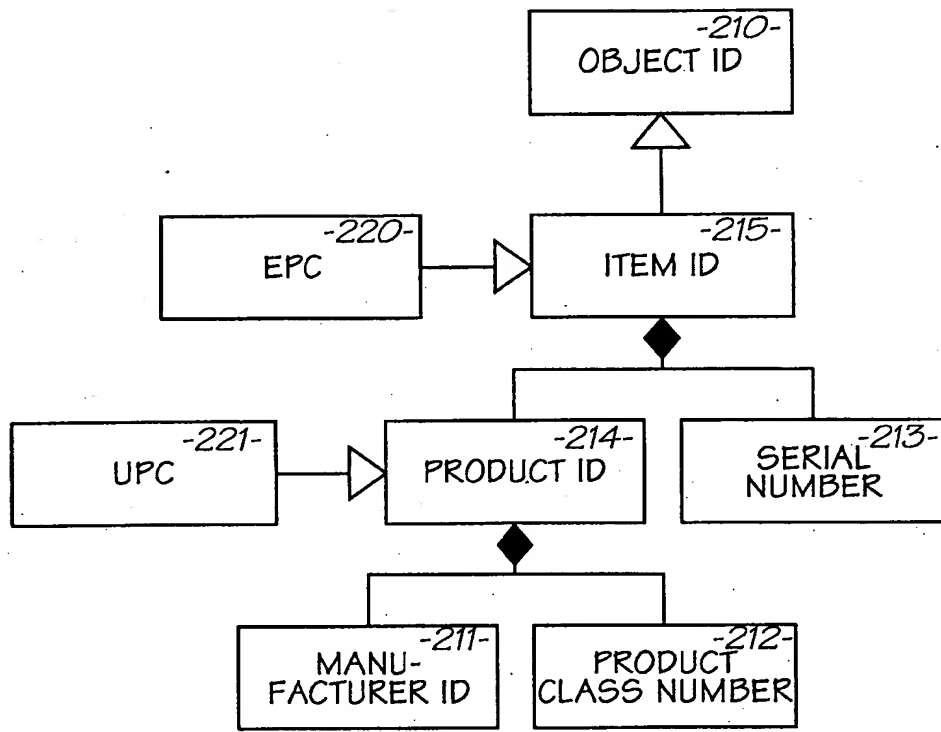 -210-
OBJECT ID
-220-
EPC
-215-
ITEM ID
-221-
UPC
-214-
PRODUCT ID
-213-
SERIAL
NUMBER
-211-
MANU-
FACTURER ID
-212-
PRODUCT
CLASS NUMBER